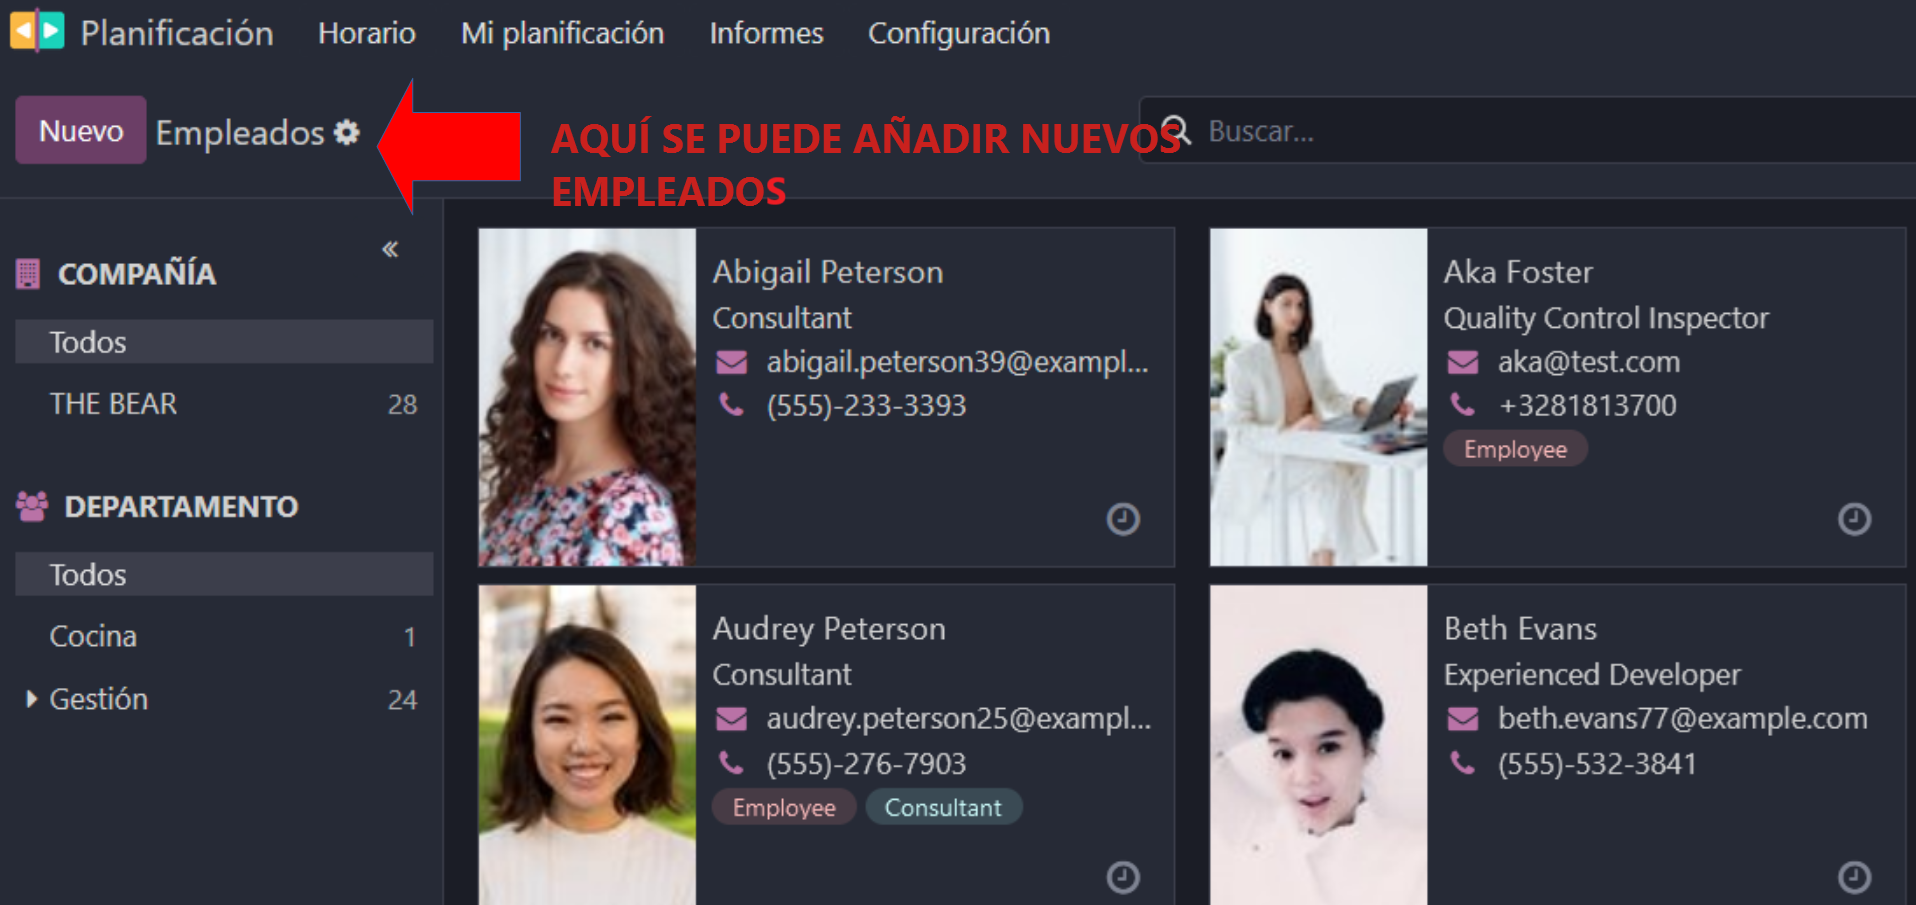 Planificación Horario Mi planificación Informes Configuración
Nuevo Empleados
AQUÍ SE PUEDE AÑADIR NUEVOS
EMPLEADOS
Buscar...
COMPAÑÍA
Todos
THE BEAR 28
DEPARTAMENTO
Todos
Cocina 1
Gestión 24
Abigail Peterson
Consultant
abigail.peterson39@exampl...
(555)-233-3393
Aka Foster
Quality Control Inspector
aka@test.com
+3281813700
Employee
Audrey Peterson
Consultant
audrey.peterson25@exampl...
(555)-276-7903
Employee Consultant
Beth Evans
Experienced Developer
beth.evans77@example.com
(555)-532-3841